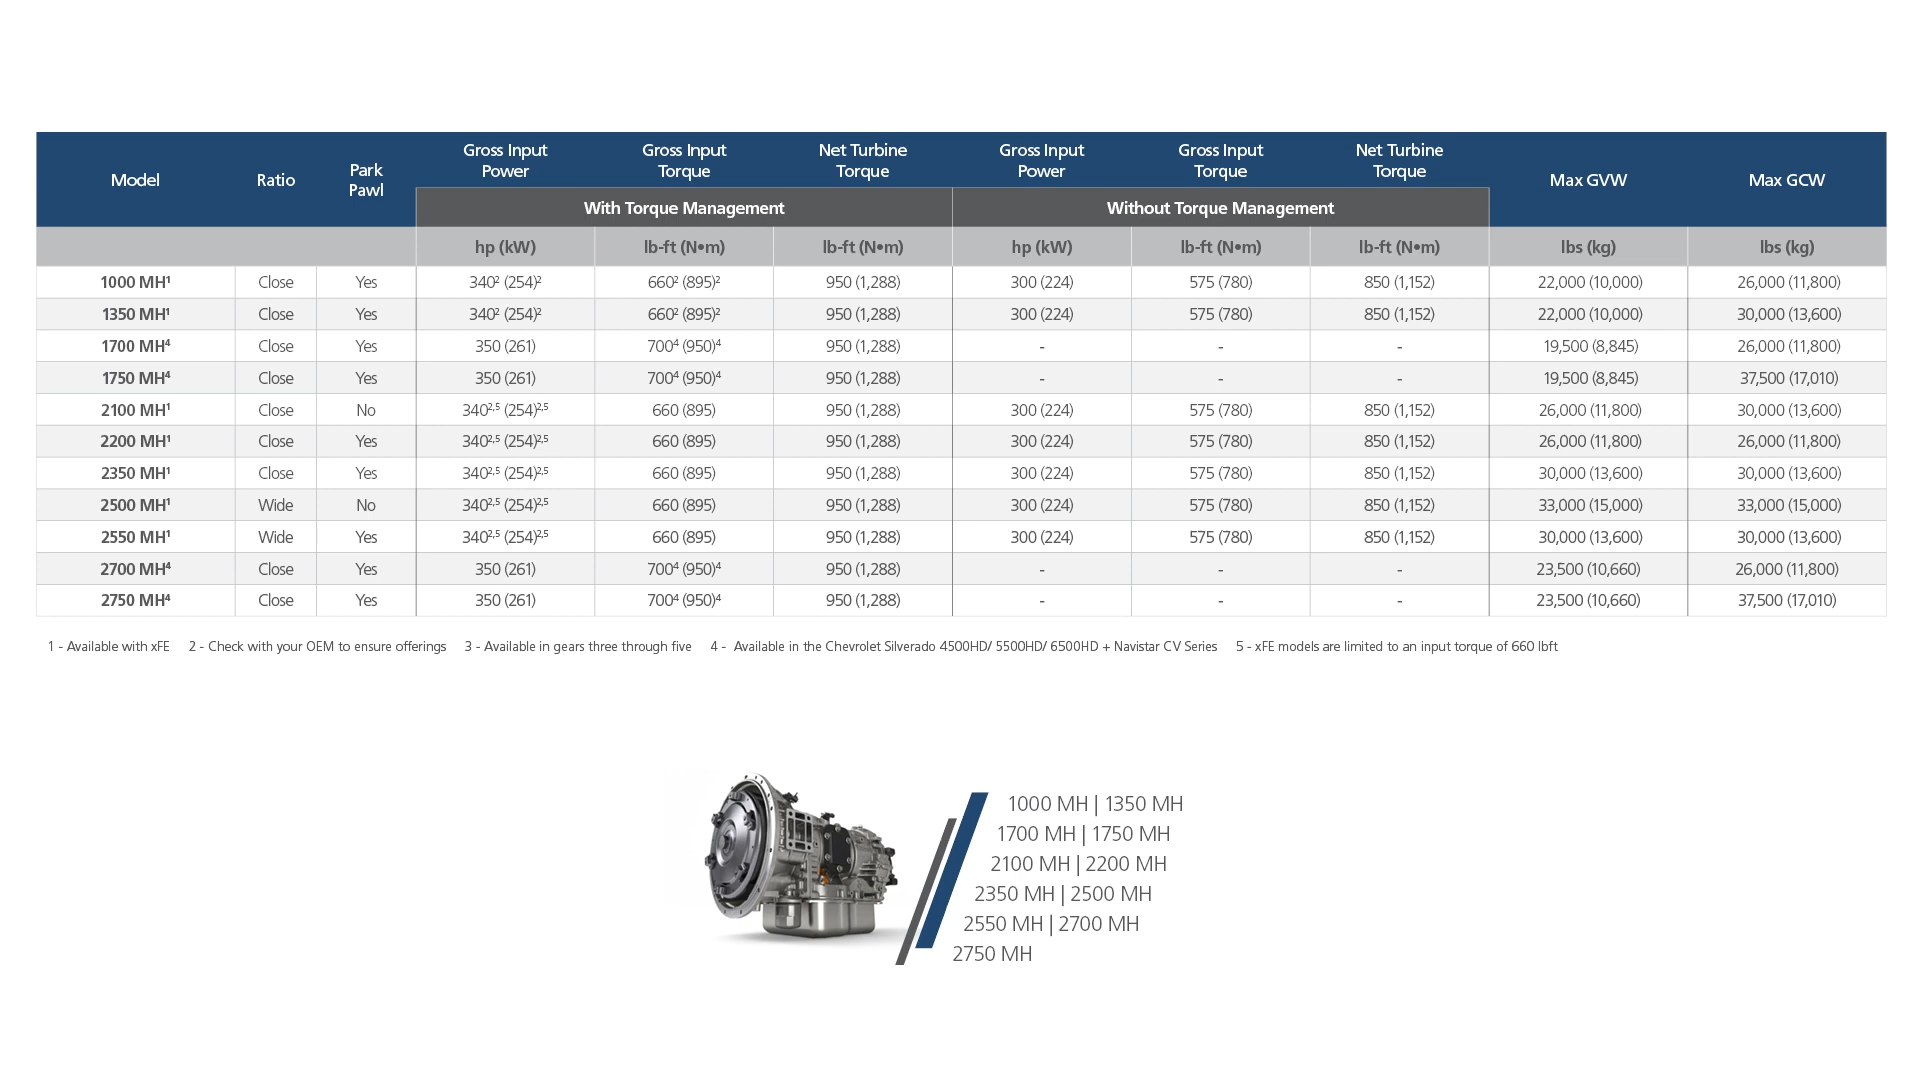 Model Ratio Park Pawl Gross Input Power Gross Input Torque Net Turbine Torque Gross Input Power Gross Input Torque Net Turbine Torque Max GVW Max GCW
With Torque Management Without Torque Management
hp (kW) lb-ft (N•m) lb-ft (N•m) hp (kW) lb-ft (N•m) lb-ft (N•m) lbs (kg) lbs (kg)
1000 MH¹ Close Yes 340² (254)² 660² (895)² 950 (1,288) 300 (224) 575 (780) 850 (1,152) 22,000 (10,000) 26,000 (11,800)
1350 MH¹ Close Yes 340² (254)² 660² (895)² 950 (1,288) 300 (224) 575 (780) 850 (1,152) 22,000 (10,000) 30,000 (13,600)
1700 MH⁴ Close Yes 350 (261) 700⁴ (950)⁴ 950 (1,288) - - - 19,500 (8,845) 26,000 (11,800)
1750 MH⁴ Close Yes 350 (261) 700⁴ (950)⁴ 950 (1,288) - - - 19,500 (8,845) 37,500 (17,010)
2100 MH¹ Close No 340²,⁵ (254)²,⁵ 660 (895) 950 (1,288) 300 (224) 575 (780) 850 (1,152) 26,000 (11,800) 30,000 (13,600)
2200 MH¹ Close Yes 340²,⁵ (254)²,⁵ 660 (895) 950 (1,288) 300 (224) 575 (780) 850 (1,152) 26,000 (11,800) 26,000 (11,800)
2350 MH¹ Close Yes 340²,⁵ (254)²,⁵ 660 (895) 950 (1,288) 300 (224) 575 (780) 850 (1,152) 30,000 (13,600) 30,000 (13,600)
2500 MH¹ Wide No 340²,⁵ (254)²,⁵ 660 (895) 950 (1,288) 300 (224) 575 (780) 850 (1,152) 33,000 (15,000) 33,000 (15,000)
2550 MH¹ Wide Yes 340²,⁵ (254)²,⁵ 660 (895) 950 (1,288) 300 (224) 575 (780) 850 (1,152) 30,000 (13,600) 30,000 (13,600)
2700 MH⁴ Close Yes 350 (261) 700⁴ (950)⁴ 950 (1,288) - - - 23,500 (10,660) 26,000 (11,800)
2750 MH⁴ Close Yes 350 (261) 700⁴ (950)⁴ 950 (1,288) - - - 23,500 (10,660) 37,500 (17,010)
1 - Available with xFE 2 - Check with your OEM to ensure offerings 3 - Available in gears three through five 4 - Available in the Chevrolet Silverado 4500HD/ 5500HD/ 6500HD + Navistar CV Series 5 - xFE models are limited to an input torque of 660 lbft
1000 MH | 1350 MH
1700 MH | 1750 MH
2100 MH | 2200 MH
2350 MH | 2500 MH
2550 MH | 2700 MH
2750 MH